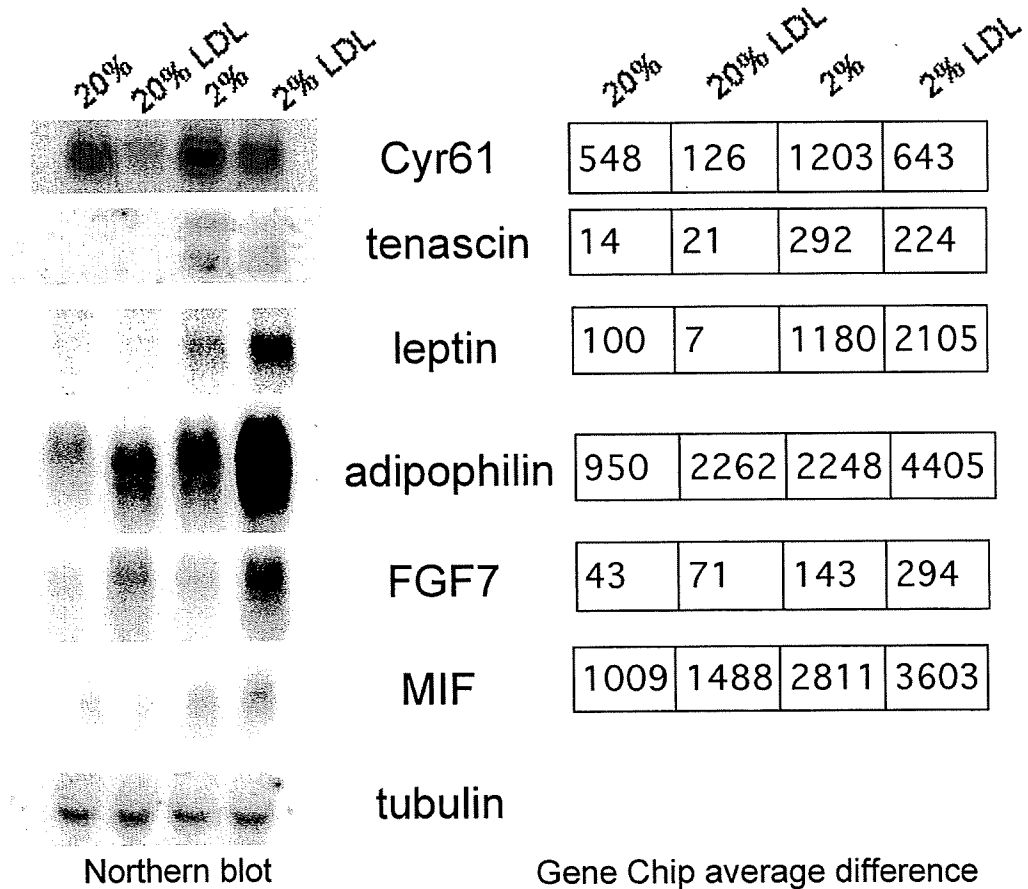 20% 20% LDL 2% 2% LDL 20% 20% LDL 2% 2% LDL
Cyr61 548 126 1203 643
tenascin 14 21 292 224
leptin 100 7 1180 2105
adipophilin 950 2262 2248 4405
FGF7 43 71 143 294
MIF 1009 1488 2811 3603
tubulin
Northern blot Gene Chip average difference